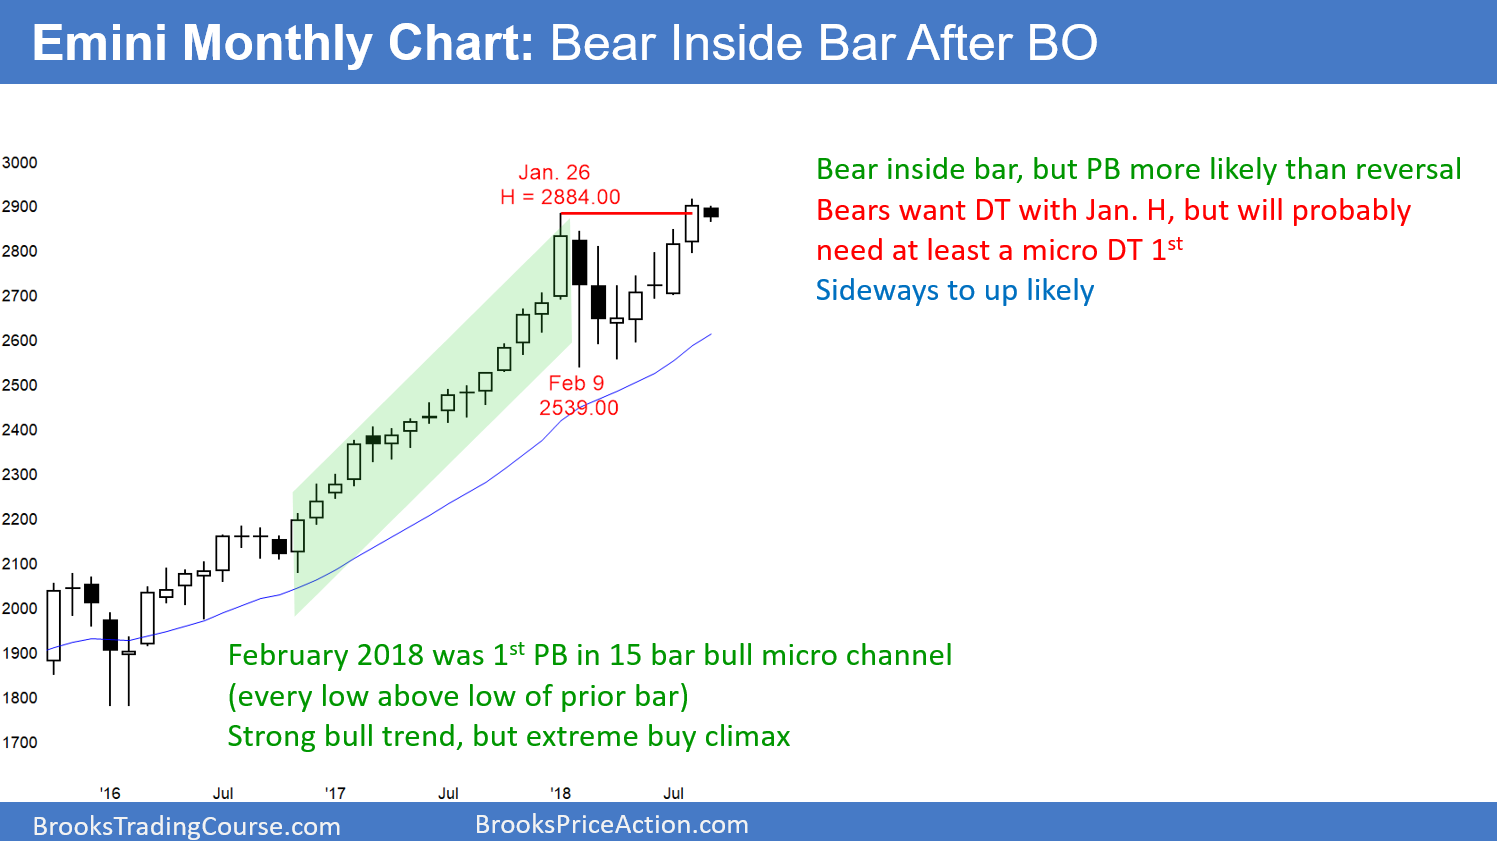 Emini Monthly Chart: Bear Inside Bar After BO
3000
2900
2800
2700
2600
2500
2400
2300
2200
2100
2000
1900
1800
1700
Jan. 26
H = 2884.00
Feb 9
2539.00
Bear inside bar, but PB more likely than reversal
Bears want DT with Jan. H, but will probably
need at least a micro DT 1st
Sideways to up likely
February 2018 was 1st PB in 15 bar bull micro channel
(every low above low of prior bar)
Strong bull trend, but extreme buy climax
'16 Jul '17 Jul '18 Jul
BrooksTradingCourse.com
BrooksPriceAction.com